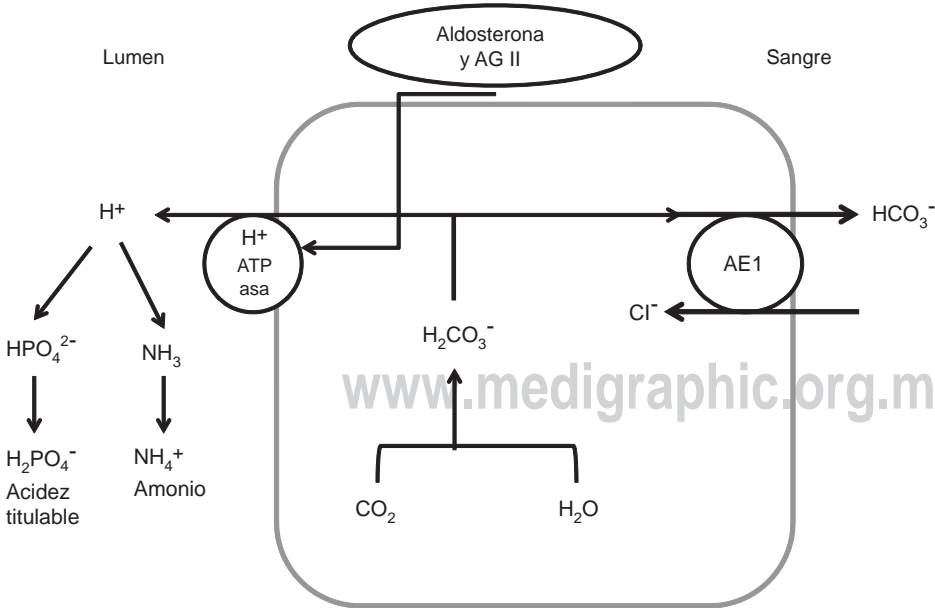 Aldosterona
y AG II
Lumen
Sangre
H+
H+
ATP
asa
AE1
HCO₃⁻
Cl⁻
H₂CO₃⁻
HPO₄²⁻
NH₃
www.medigraphic.org.m
H₂PO₄⁻
Acidez
titulable
NH₄+
Amonio
CO₂
H₂O